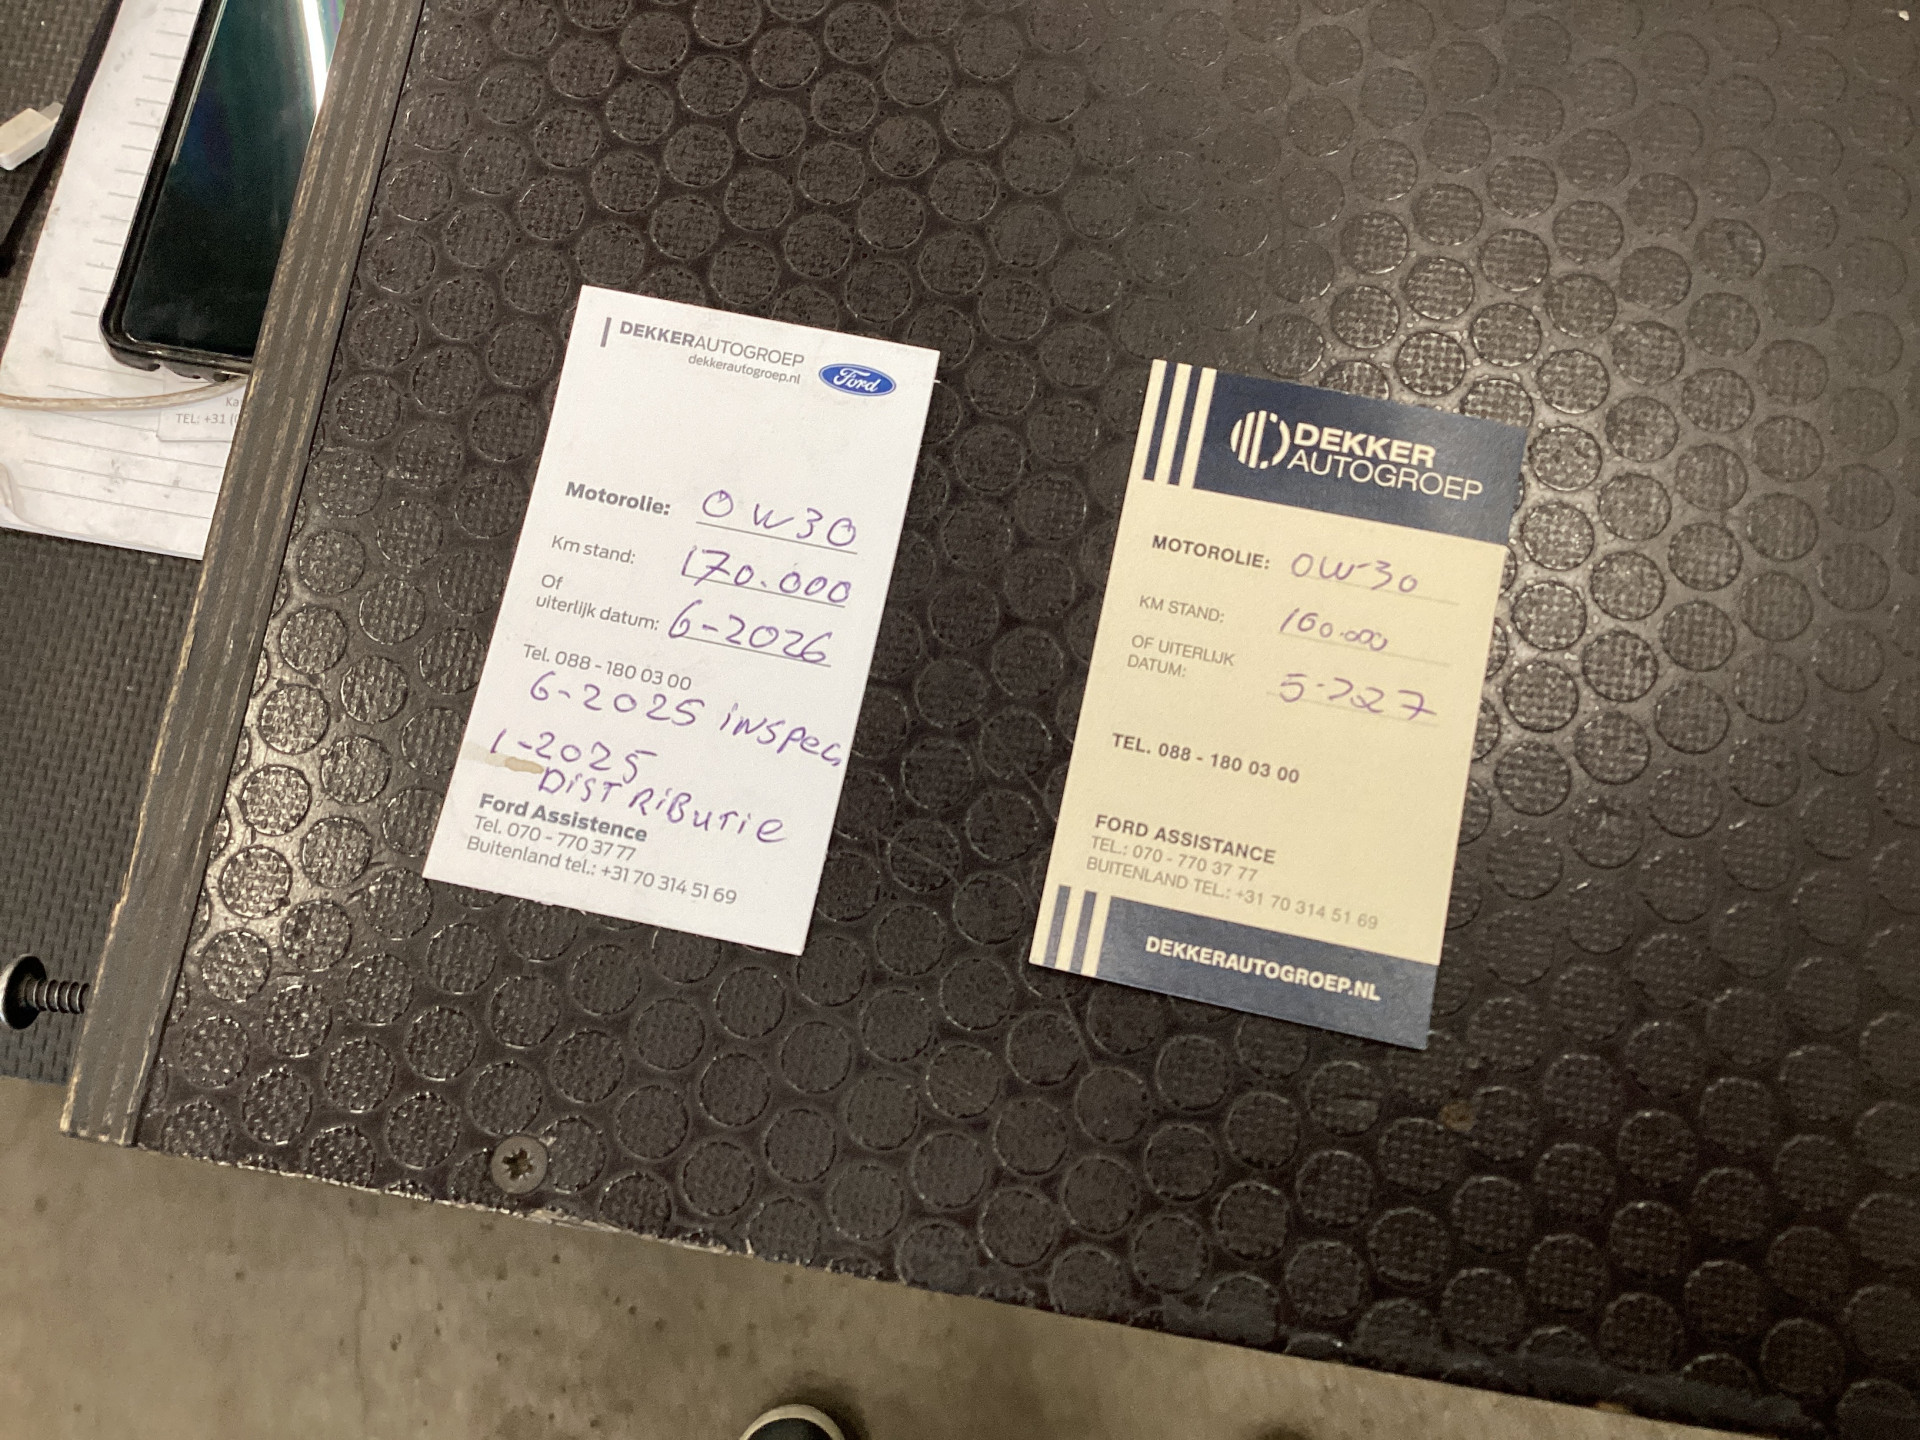 DEKKERAUTOGROEP
dekkerautogroep.nl
Ford
Motorolie: 0W30
Km stand: 170.000
Of
uiterlijk datum: 6-2026
Tel. 088 - 180 03 00
6-2025 inspec,
1-2025
DiSTRiBUTiE
Ford Assistence
Tel. 070 - 770 37 77
Buitenland tel.: +31 70 314 51 69
DEKKER
AUTOGROEP
MOTOROLIE: 0W-30
KM STAND: 160.000
OF UITERLIJK
DATUM:
TEL. 088 - 180 03 00
FORD ASSISTANCE
TEL.: 070 - 770 37 77
BUITENLAND TEL.: +31 70 314 51 69
DEKKERAUTOGROEP.NL
TEL: +31